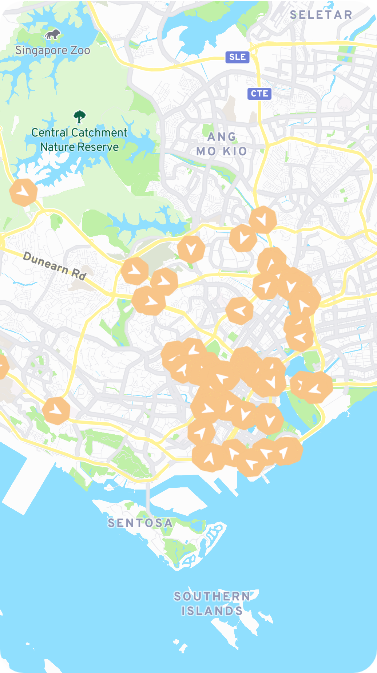 SELETAR
Singapore Zoo
SLE
CTE
Central Catchment
Nature Reserve
ANG
MO KIO
Dunearn Rd
SENTOSA
SOUTHERN
ISLANDS